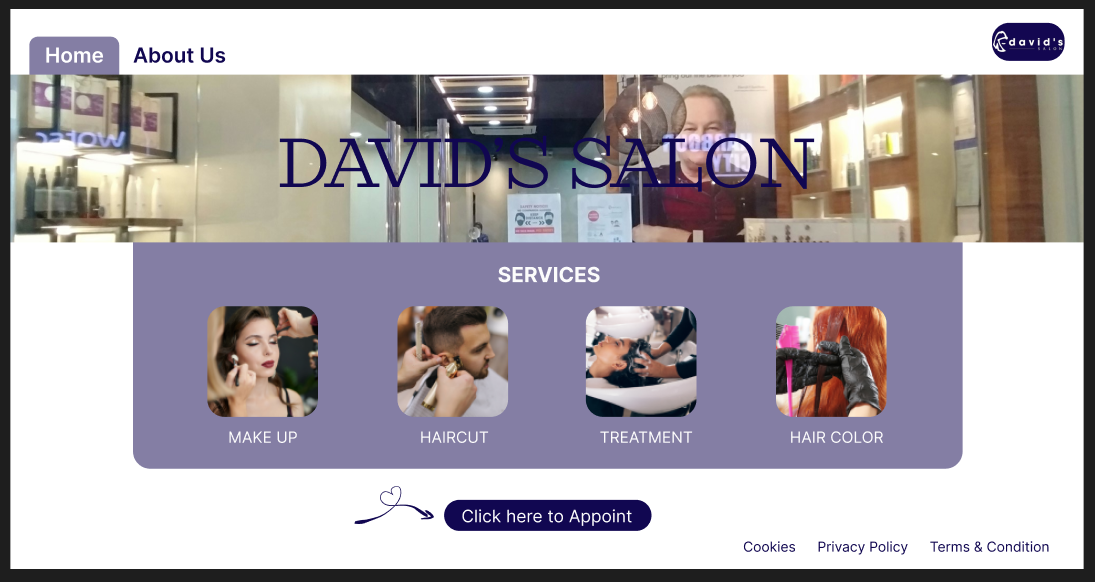 Home
About Us
david's
SALON
DAVID'S SALON
SERVICES
MAKE UP
HAIRCUT
TREATMENT
HAIR COLOR
Click here to Appoint
Cookies
Privacy Policy
Terms & Condition